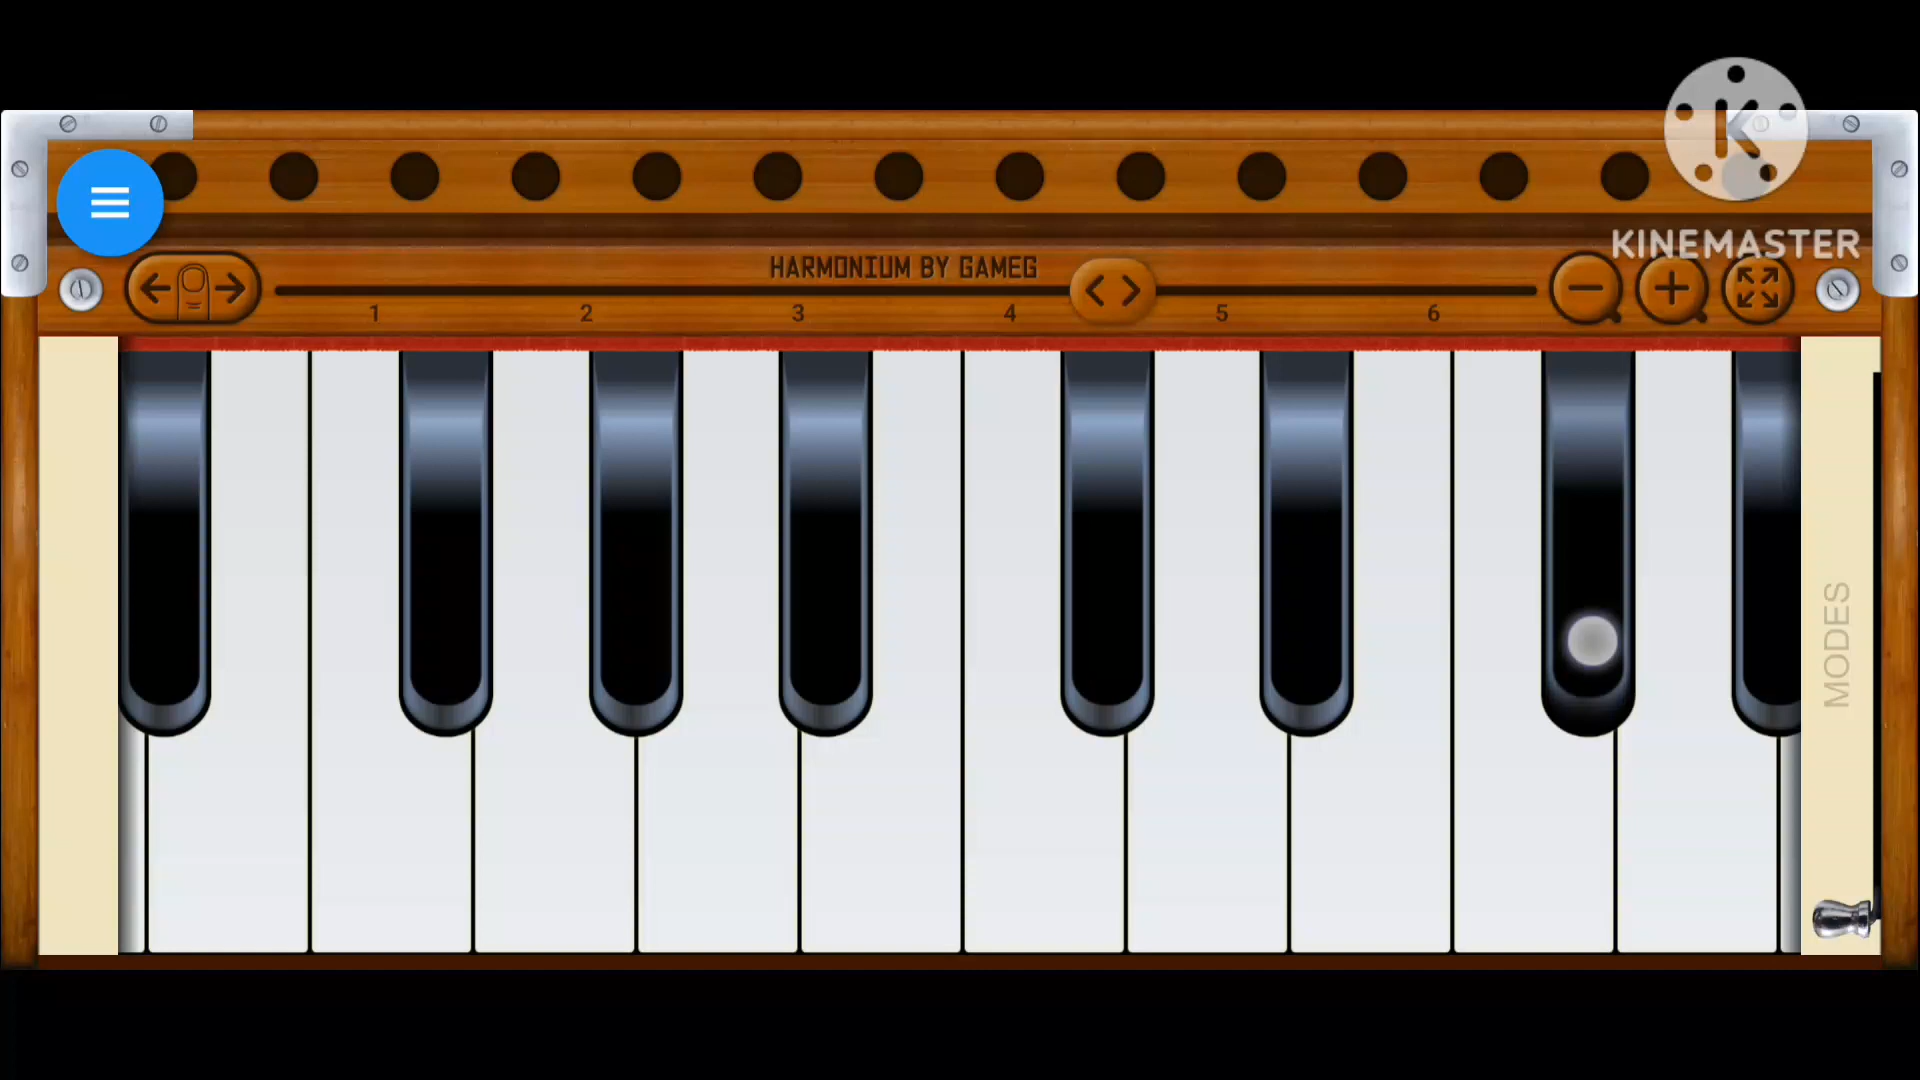 K
KINEMASTER
HARMONIUM BY GAMEG
1 2 3 4 5 6
MODES